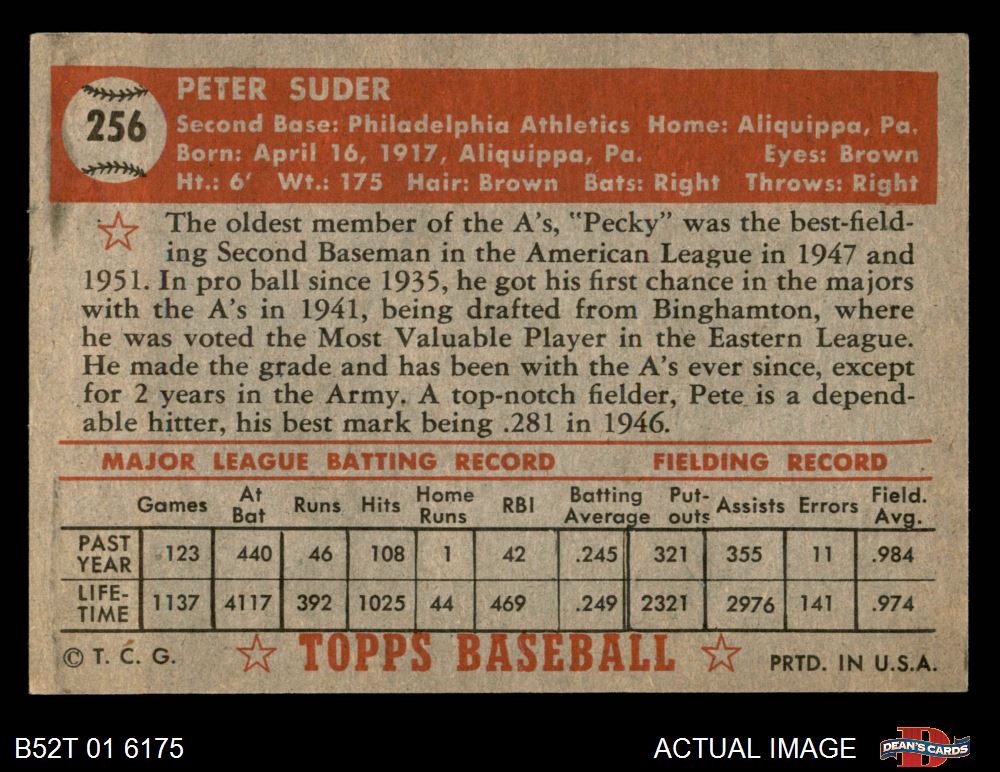 256
PETER SUDER
Second Base: Philadelphia Athletics Home: Aliquippa, Pa.
Born: April 16, 1917, Aliquippa, Pa. Eyes: Brown
Ht.: 6' Wt.: 175 Hair: Brown Bats: Right Throws: Right
The oldest member of the A's, "Pecky" was the best-field-
ing Second Baseman in the American League in 1947 and
1951. In pro ball since 1935, he got his first chance in the majors
with the A's in 1941, being drafted from Binghamton, where
he was voted the Most Valuable Player in the Eastern League.
He made the grade and has been with the A's ever since, except
for 2 years in the Army. A top-notch fielder, Pete is a depend-
able hitter, his best mark being .281 in 1946.
MAJOR LEAGUE BATTING RECORD FIELDING RECORD
Games At Bat Runs Hits Home Runs RBI Batting Average Put-outs Assists Errors Field. Avg.
PAST YEAR 123 440 46 108 1 42 .245 321 355 11 .984
LIFE-TIME 1137 4117 392 1025 44 469 .249 2321 2976 141 .974
© T. C. G. TOPPS BASEBALL PRTD. IN U.S.A.
B52T 01 6175 ACTUAL IMAGE DEAN'S CARDS